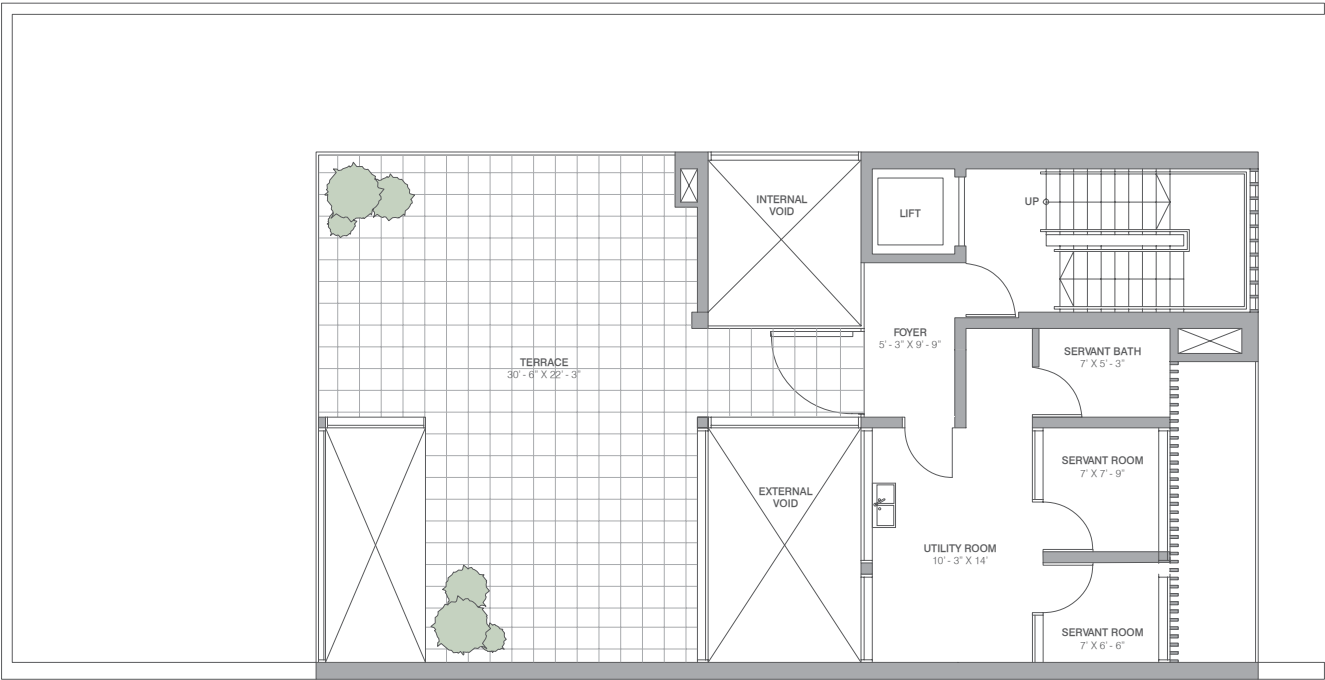 INTERNAL
VOID
LIFT
UP
FOYER
5' - 3" X 9' - 9"
SERVANT BATH
7' X 5' - 3"
TERRACE
30' - 6" X 22' - 3"
SERVANT ROOM
7' X 7' - 9"
EXTERNAL
VOID
UTILITY ROOM
10' - 3" X 14'
SERVANT ROOM
7' X 6' - 6"